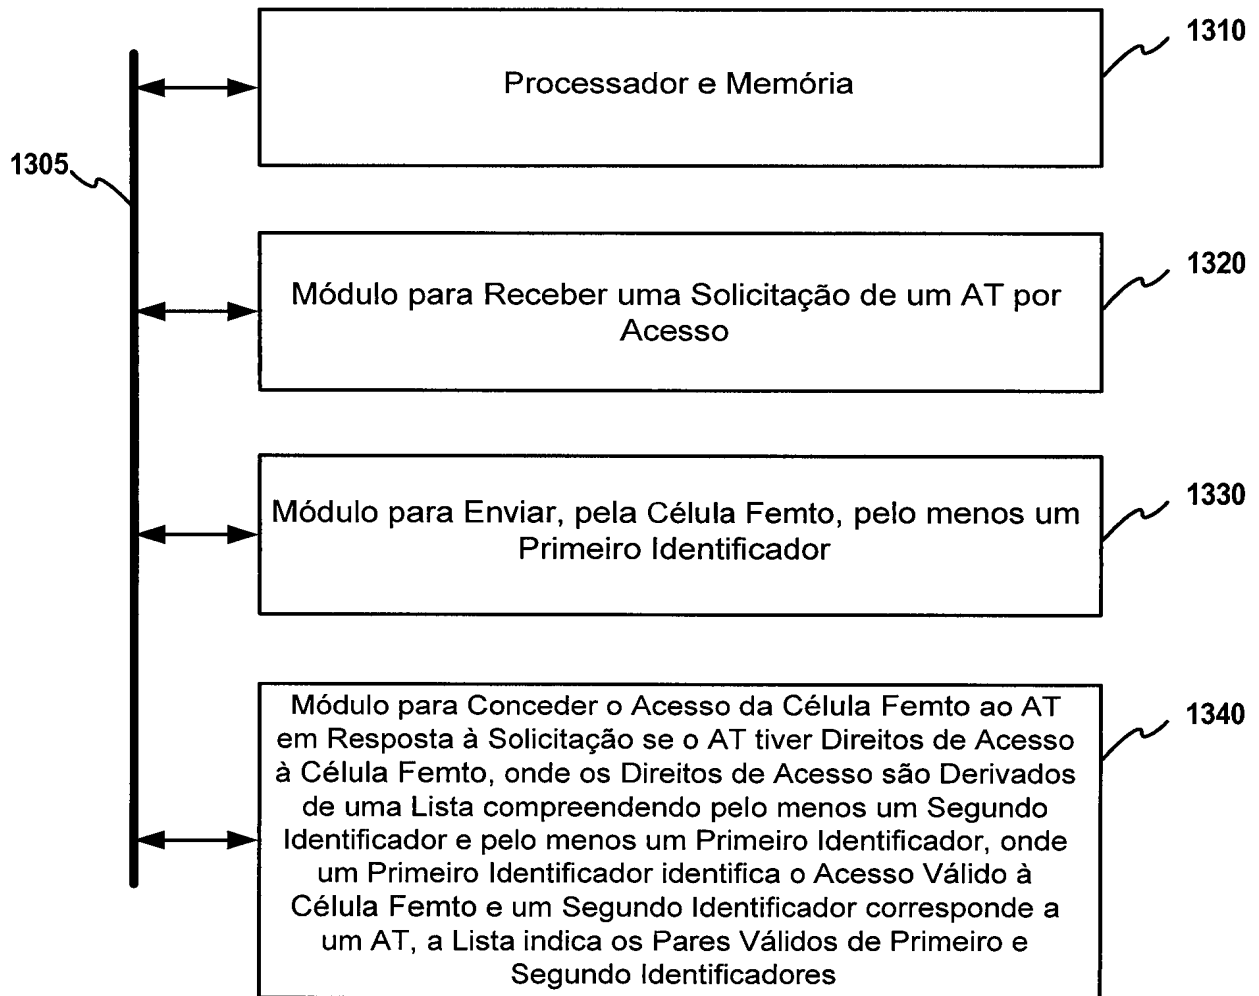 1310
Processador e Memória
1305
1320
Módulo para Receber uma Solicitação de um AT por
Acesso
1330
Módulo para Enviar, pela Célula Femto, pelo menos um
Primeiro Identificador
1340
Módulo para Conceder o Acesso da Célula Femto ao AT
em Resposta à Solicitação se o AT tiver Direitos de Acesso
à Célula Femto, onde os Direitos de Acesso são Derivados
de uma Lista compreendendo pelo menos um Segundo
Identificador e pelo menos um Primeiro Identificador, onde
um Primeiro Identificador identifica o Acesso Válido à
Célula Femto e um Segundo Identificador corresponde a
um AT, a Lista indica os Pares Válidos de Primeiro e
Segundo Identificadores